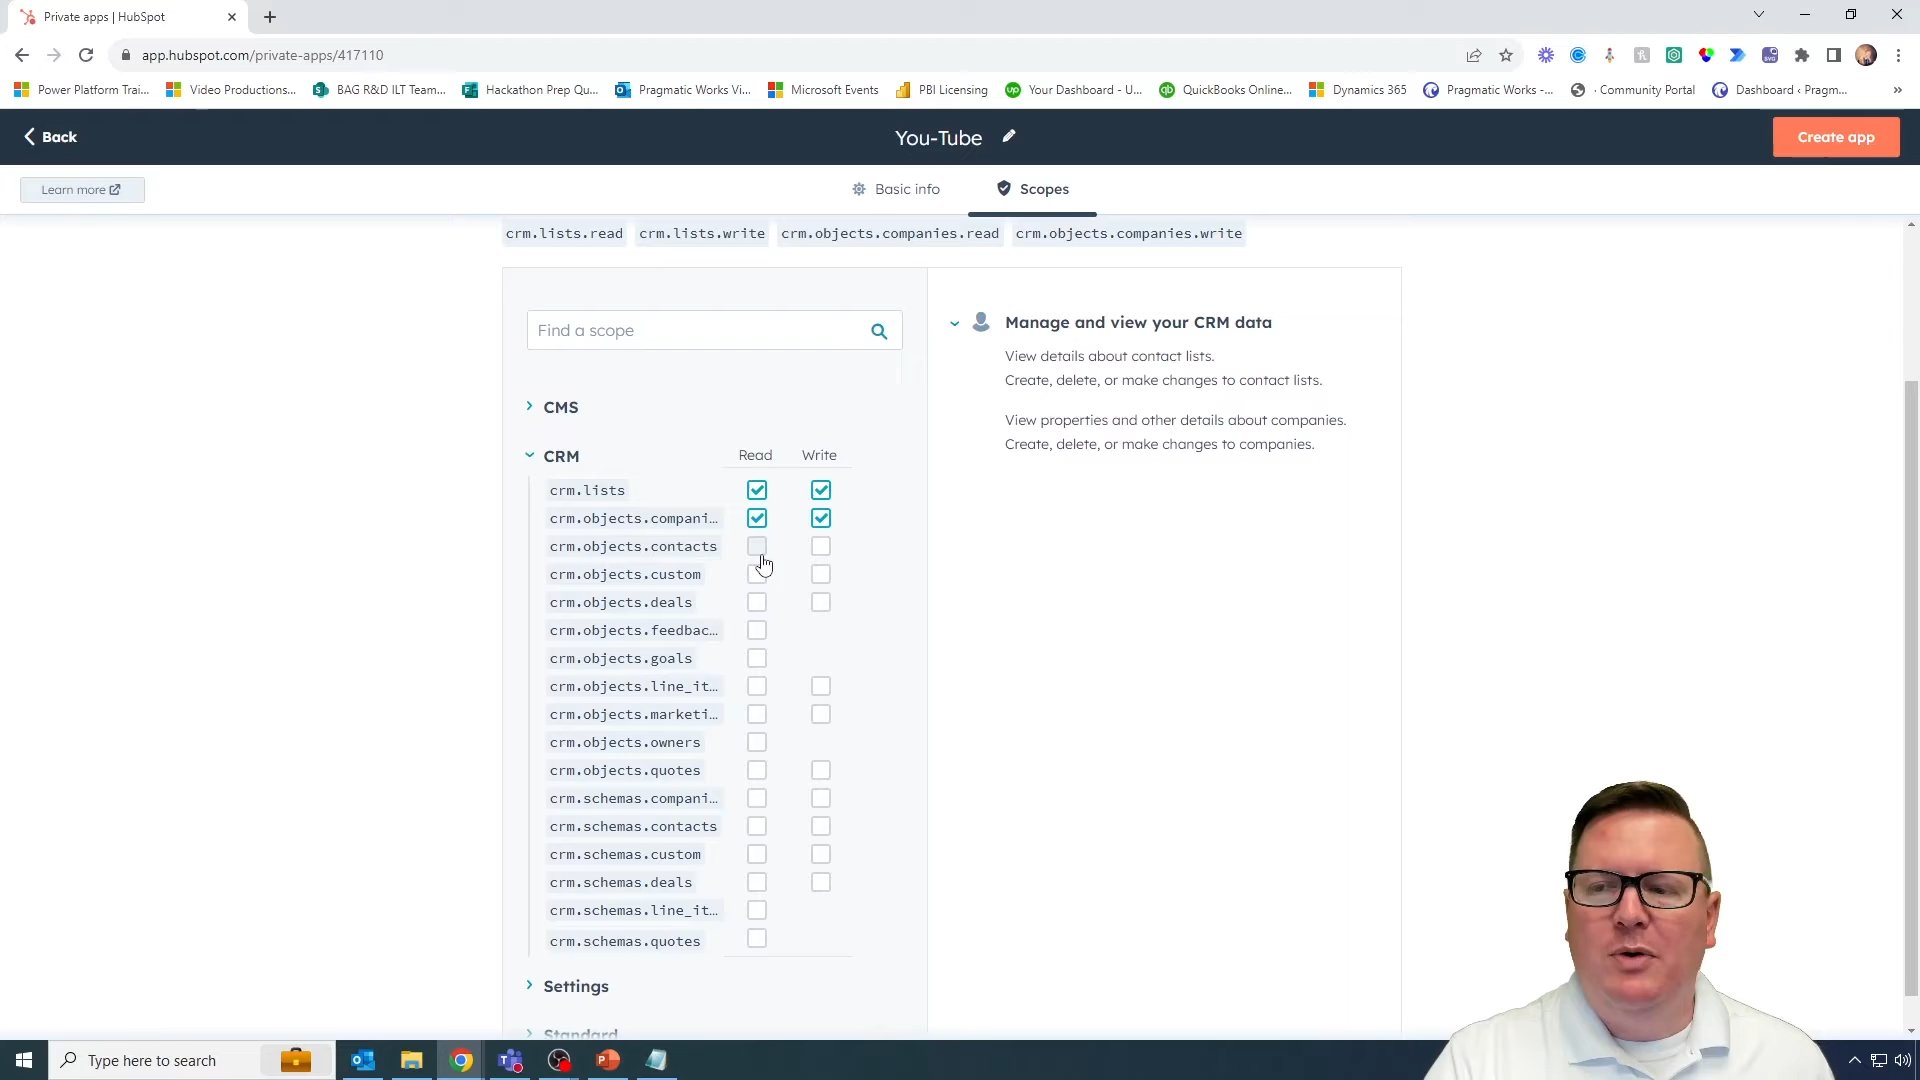 Private apps | HubSpot
app.hubspot.com/private-apps/417110
Power Platform Trai... Video Productions... BAG R&D ILT Team... Hackathon Prep Qu... Pragmatic Works Vi... Microsoft Events PBI Licensing Your Dashboard - U... QuickBooks Online... Dynamics 365 Pragmatic Works -... · Community Portal Dashboard ‹ Pragm... »
Back You-Tube Create app
Learn more Basic info Scopes
crm.lists.read crm.lists.write crm.objects.companies.read crm.objects.companies.write
Find a scope
CMS
CRM Read Write
crm.lists
crm.objects.compani…
crm.objects.contacts
crm.objects.custom
crm.objects.deals
crm.objects.feedbac…
crm.objects.goals
crm.objects.line_it…
crm.objects.marketi…
crm.objects.owners
crm.objects.quotes
crm.schemas.compani…
crm.schemas.contacts
crm.schemas.custom
crm.schemas.deals
crm.schemas.line_it…
crm.schemas.quotes
Settings
Standard
Manage and view your CRM data
View details about contact lists.
Create, delete, or make changes to contact lists.
View properties and other details about companies.
Create, delete, or make changes to companies.
Type here to search